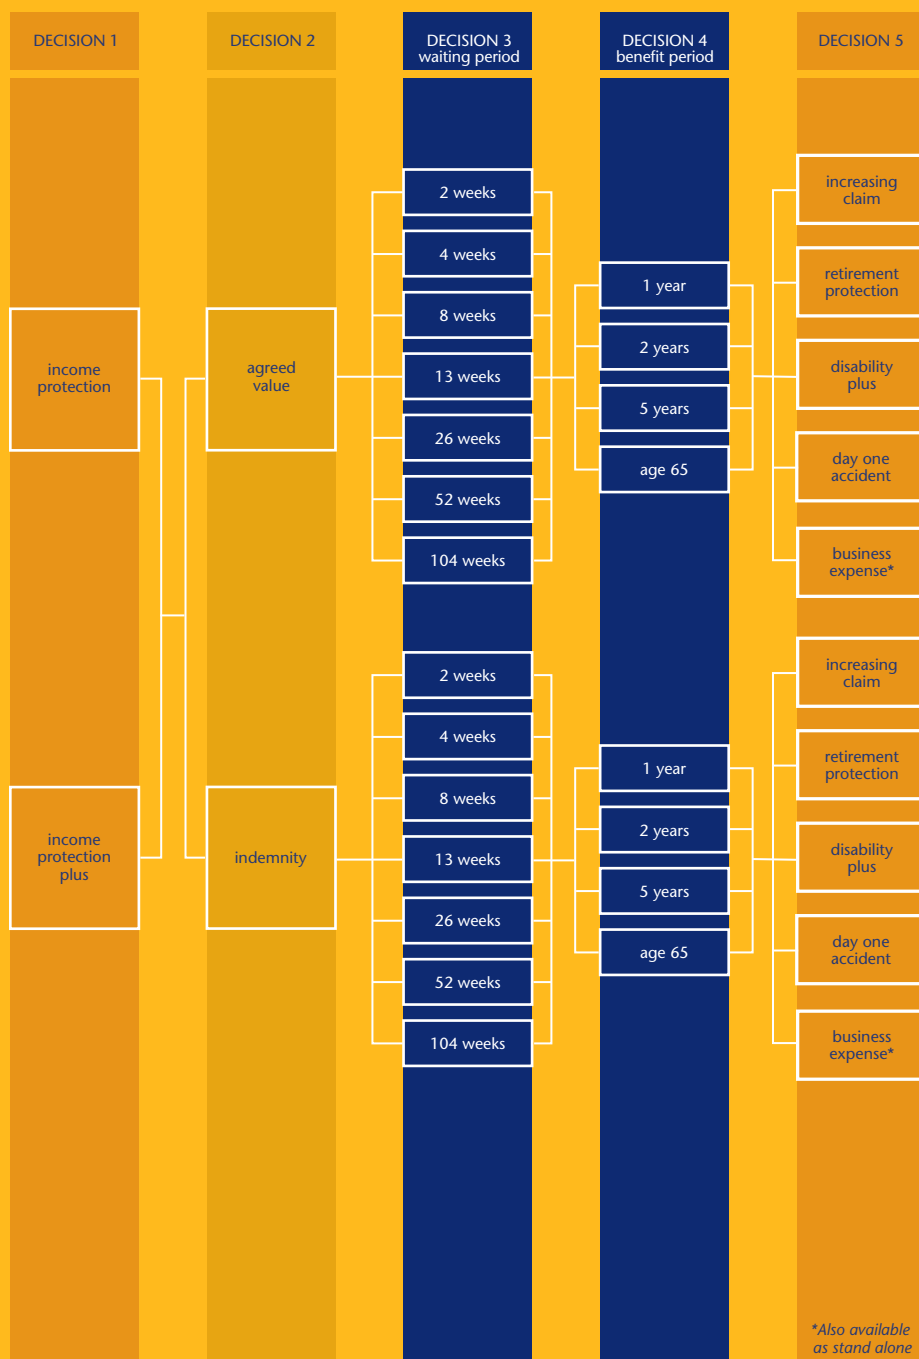 DECISION 1
DECISION 2
DECISION 3
waiting period
DECISION 4
benefit period
DECISION 5
income
protection
income
protection
plus
agreed
value
indemnity
2 weeks
4 weeks
8 weeks
13 weeks
26 weeks
52 weeks
104 weeks
2 weeks
4 weeks
8 weeks
13 weeks
26 weeks
52 weeks
104 weeks
1 year
2 years
5 years
age 65
1 year
2 years
5 years
age 65
increasing
claim
retirement
protection
disability
plus
day one
accident
business
expense*
increasing
claim
retirement
protection
disability
plus
day one
accident
business
expense*
*Also available
as stand alone